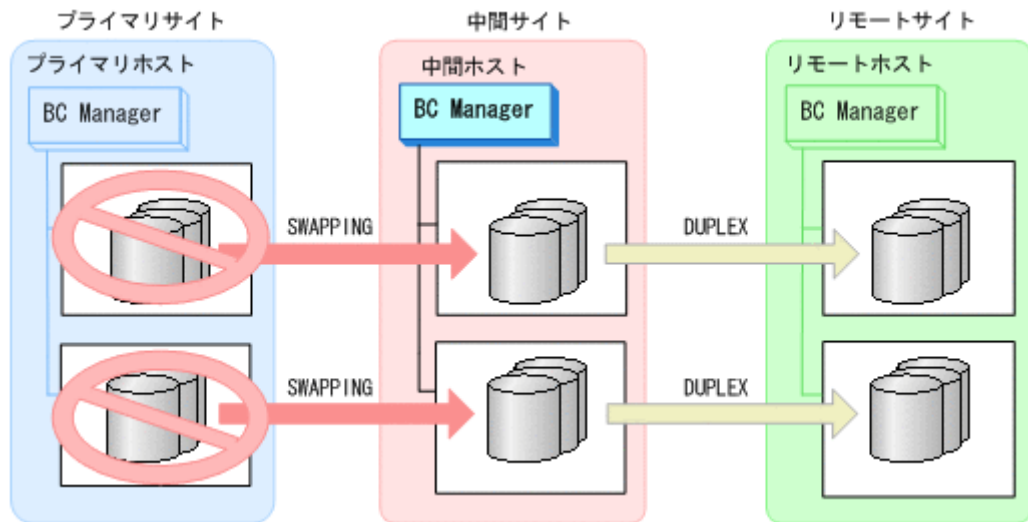 プライマリサイト
中間サイト
リモートサイト
プライマリホスト
中間ホスト
リモートホスト
BC Manager
BC Manager
BC Manager
SWAPPING
DUPLEX
SWAPPING
DUPLEX